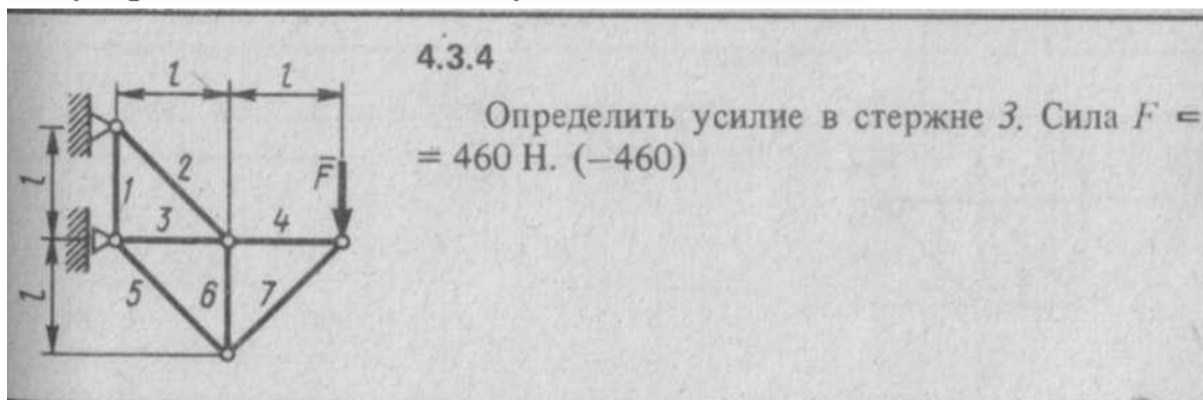 4.3.4
Определить усилие в стержне 3. Сила F =
= 460 Н. (−460)
l l
l
l
1
2
3
4
F̅
5
6
7